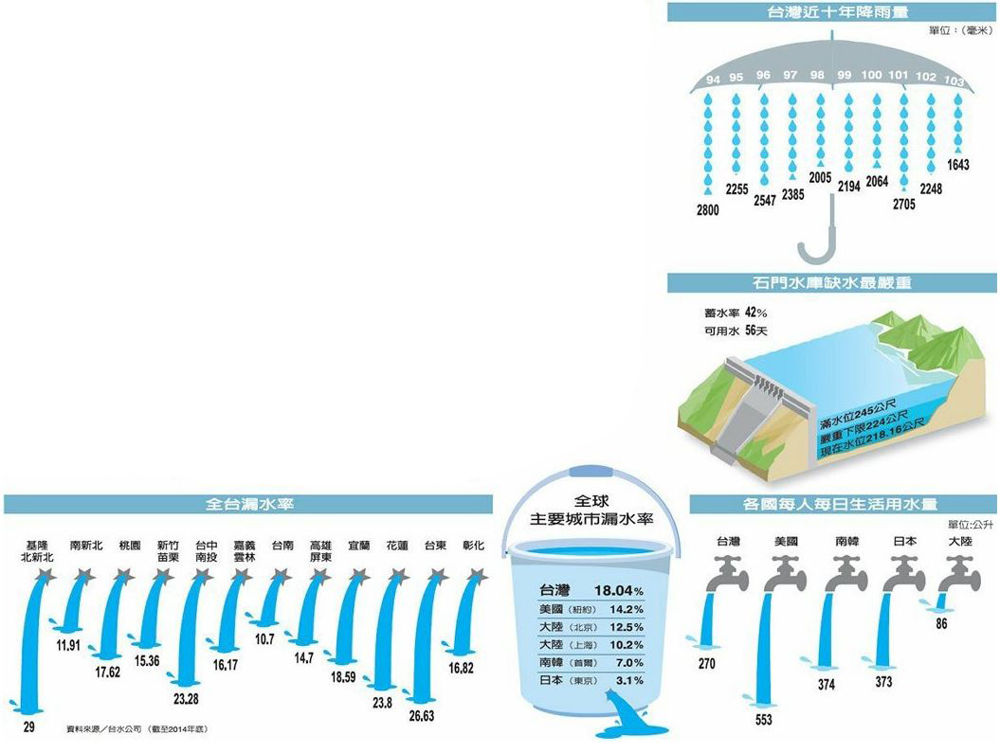 台灣近十年降雨量
單位：(毫米)
94 95 96 97 98 99 100 101 102 103
2800 2255 2547 2385 2005 2194 2064 2705 2248 1643
石門水庫缺水最嚴重
蓄水率 42%
可用水 56天
滿水位245公尺
嚴重下限224公尺
現在水位218.16公尺
全台漏水率
基隆 北新北
南新北
桃園
新竹 苗栗
台中 南投
嘉義 雲林
台南
高雄 屏東
宜蘭
花蓮
台東
彰化
29 11.91 17.62 15.36 23.28 16.17 10.7 14.7 18.59 23.8 26.63 16.82
資料來源／台水公司 （截至2014年底）
全球
主要城市漏水率
台灣 18.04%
美國（紐約） 14.2%
大陸（北京） 12.5%
大陸（上海） 10.2%
南韓（首爾） 7.0%
日本（東京） 3.1%
各國每人每日生活用水量
單位:公升
台灣 美國 南韓 日本 大陸
270 553 374 373 86